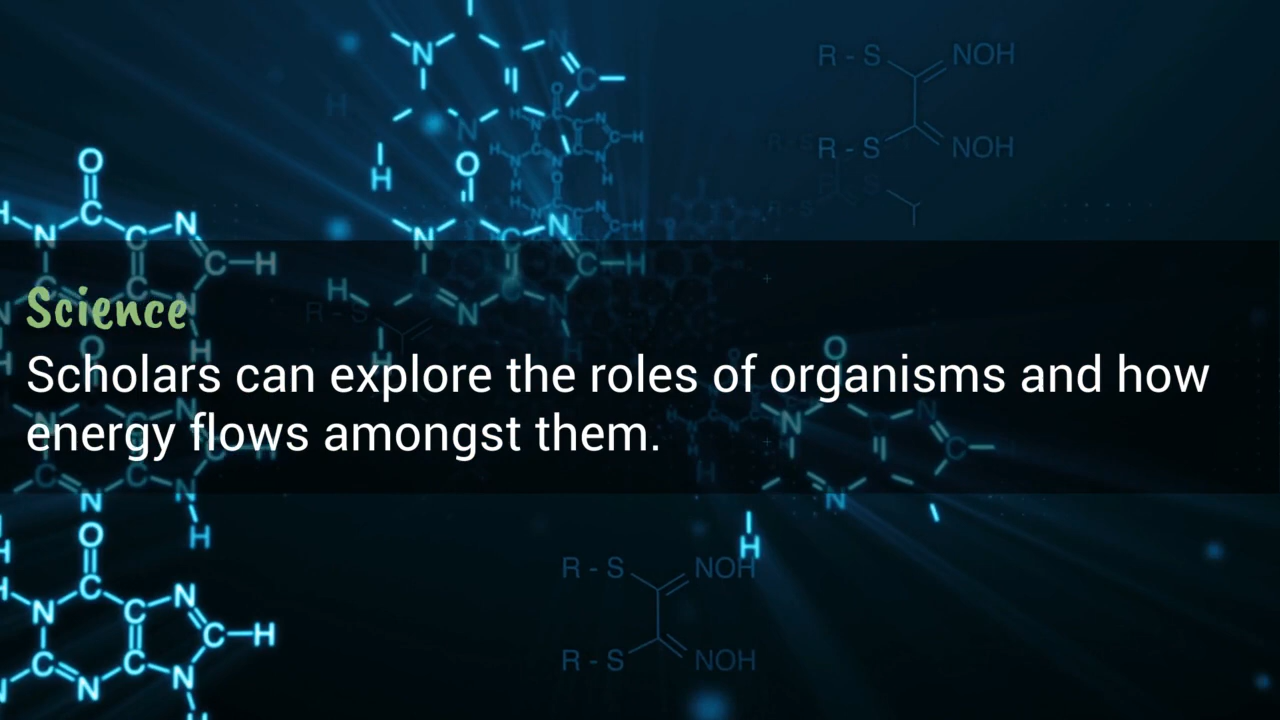 R - S NOH
R - S NOH
Science
Scholars can explore the roles of organisms and how
energy flows amongst them.
R - S NOH
R - S NOH